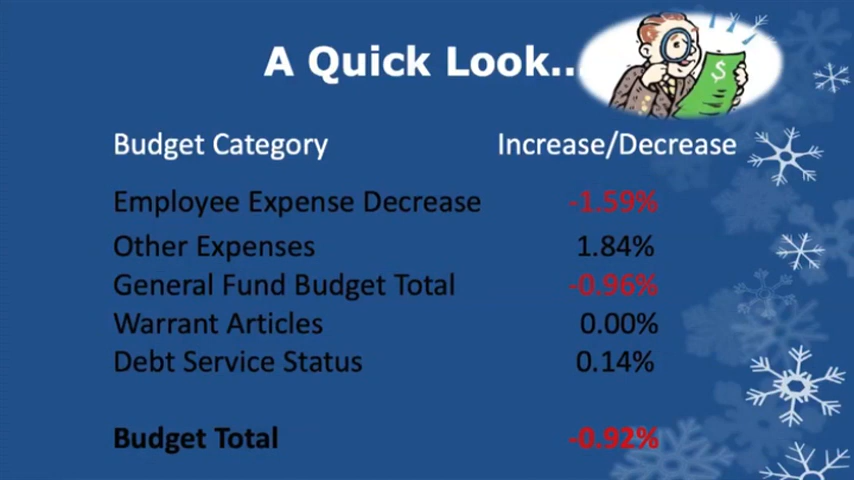 A Quick Look..
$
Budget Category Increase/Decrease
Employee Expense Decrease -1.59%
Other Expenses 1.84%
General Fund Budget Total -0.96%
Warrant Articles 0.00%
Debt Service Status 0.14%
Budget Total -0.92%